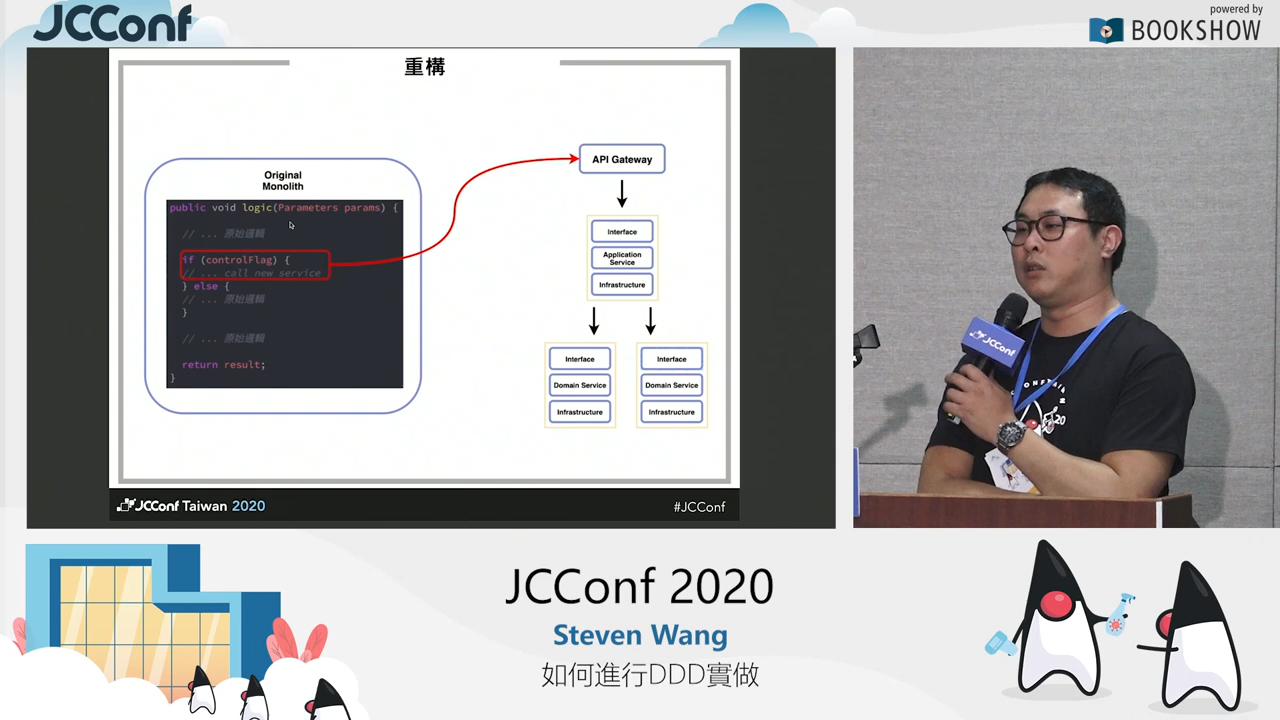 JCConf
powered by
BOOKSHOW
重構
Original
Monolith
public void logic(Parameters params) {
// ... 原始邏輯
if (controlFlag) {
// ... call new service
} else {
// ... 原始邏輯
}
// ... 原始邏輯
return result;
}
API Gateway
Interface
Application
Service
Infrastructure
Interface
Domain Service
Infrastructure
Interface
Domain Service
Infrastructure
JCConf Taiwan 2020
#JCConf
JCConf
JCConf 2020
Steven Wang
如何進行DDD實做